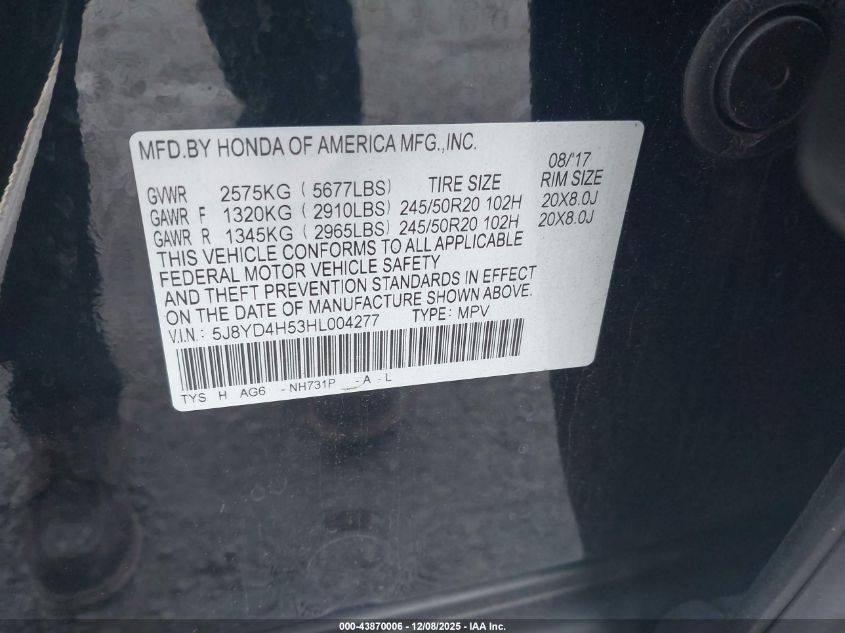 MFD.BY HONDA OF AMERICA MFG.,INC.
08/'17
GVWR 2575KG ( 5677LBS) TIRE SIZE RIM SIZE
GAWR F 1320KG ( 2910LBS) 245/50R20 102H 20X8.0J
GAWR R 1345KG ( 2965LBS) 245/50R20 102H 20X8.0J
THIS VEHICLE CONFORMS TO ALL APPLICABLE
FEDERAL MOTOR VEHICLE SAFETY
AND THEFT PREVENTION STANDARDS IN EFFECT
ON THE DATE OF MANUFACTURE SHOWN ABOVE.
V.I.N.: 5J8YD4H53HL004277 TYPE: MPV
TYS H AG6 -NH731P -A -L
000-43870006 - 12/08/2025 - IAA Inc.